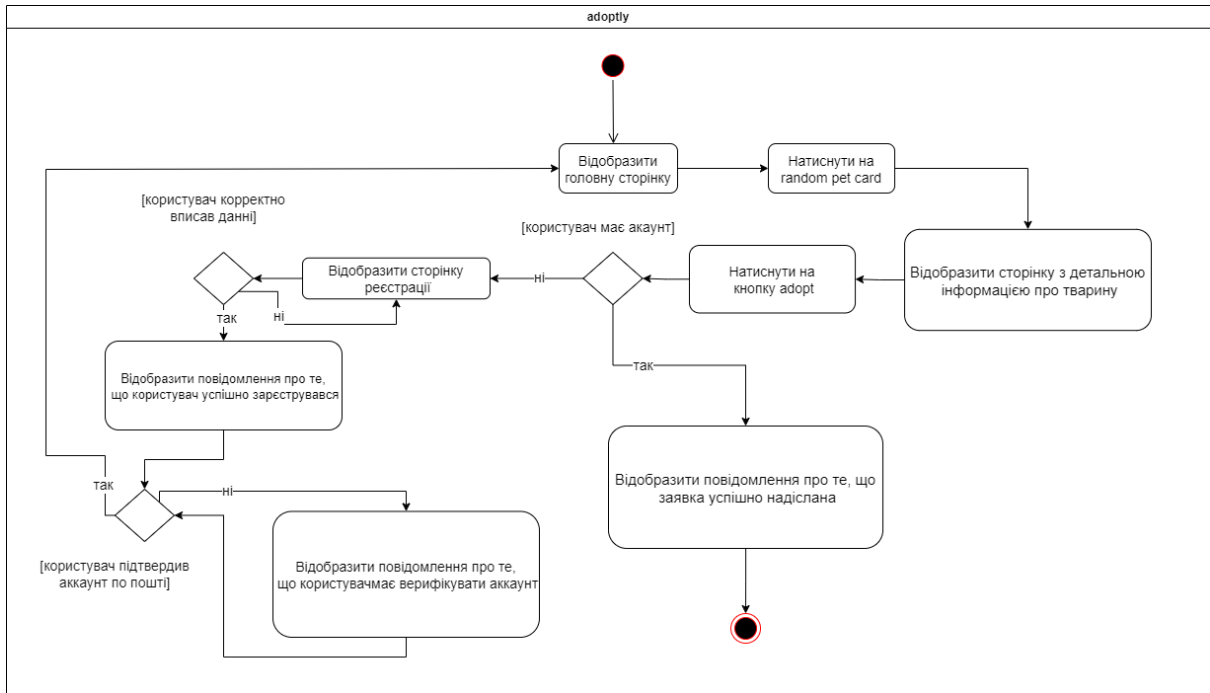 adoptly
Відобразити
головну сторінку
Натиснути на
random pet card
[користувач корректно
вписав данні]
[користувач має акаунт]
Відобразити сторінку
реєстрації
ні
Натиснути на
кнопку adopt
Відобразити сторінку з детальною
інформацією про тварину
ні
так
так
Відобразити повідомлення про те,
що користувач успішно зарєструвався
Відобразити повідомлення про те, що
заявка успішно надіслана
так
ні
[користувач підтвердив
аккаунт по пошті]
Відобразити повідомлення про те,
що користувачмає верифікувати аккаунт